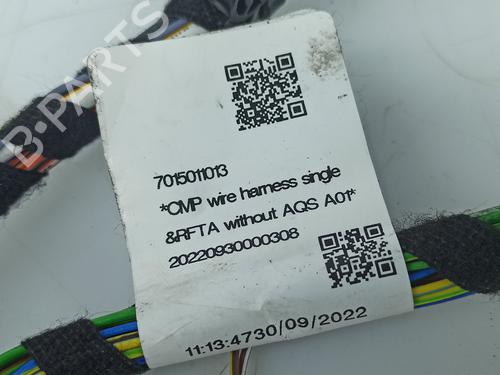 B-PARTS
7015011013
*CMP wire harness single
&RFTA without AQS A01*
20220930000308
11:13:4730/09/2022